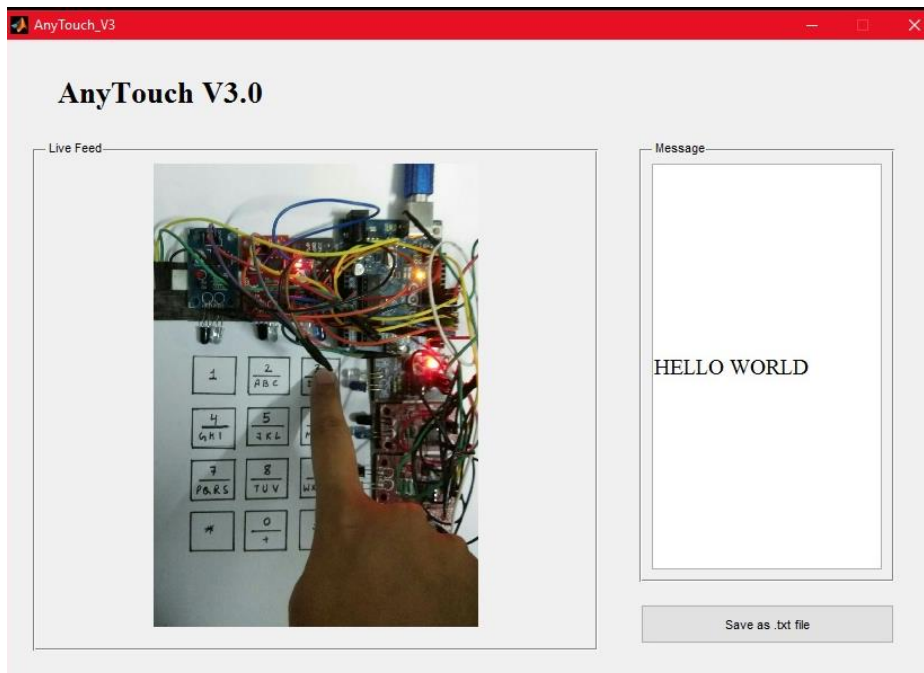 AnyTouch_V3
AnyTouch V3.0
Live Feed
Message
1
2
ABC
4
GHI
5
JKL
7
PQRS
8
TUV
*
0
+
HELLO WORLD
Save as .txt file